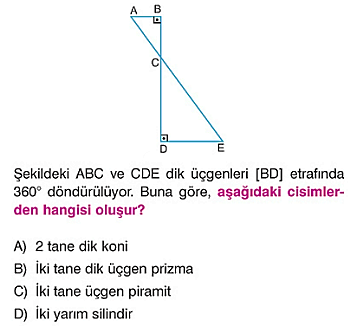 A B
C
D E
Şekildeki ABC ve CDE dik üçgenleri [BD] etrafında
360° döndürülüyor. Buna göre, aşağıdaki cisimler-
den hangisi oluşur?
A) 2 tane dik koni
B) İki tane dik üçgen prizma
C) İki tane üçgen piramit
D) İki yarım silindir